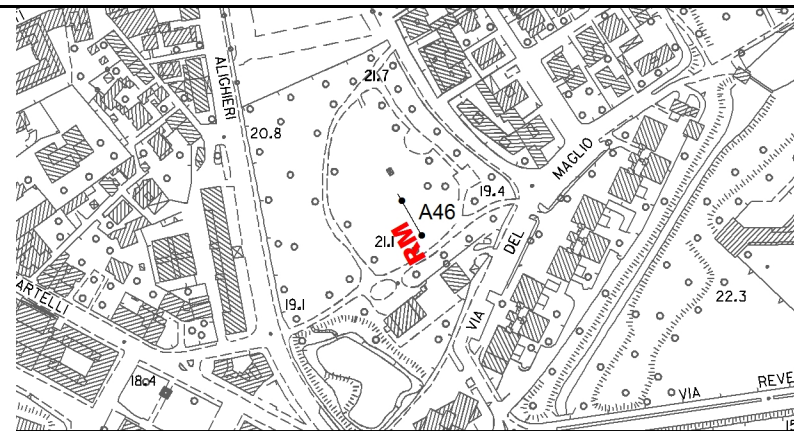 21.7
ALIGHIERI
20.8
MAGLIO
19.4
A46
21.1
RM
DEL
ARTELLI
19.1
VIA
22.3
18.4
VIA REVE
15